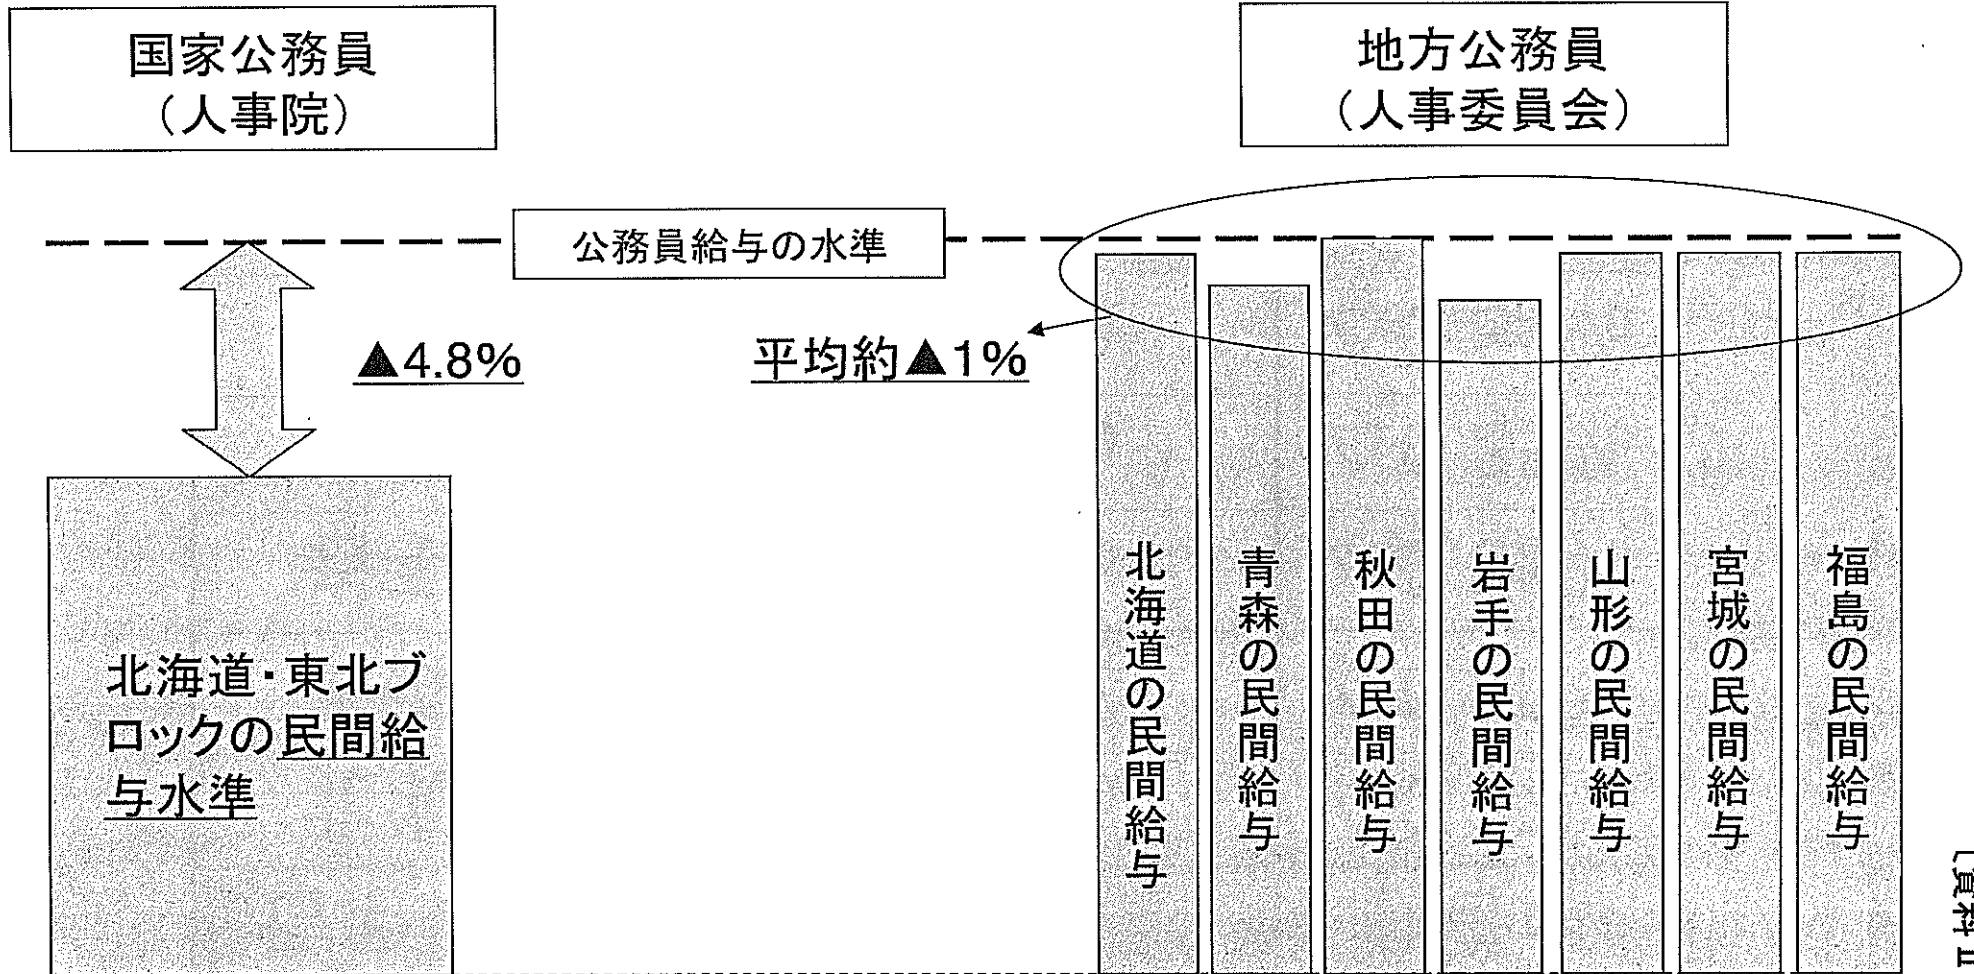 国家公務員
（人事院）
地方公務員
（人事委員会）
公務員給与の水準
▲4.8%
平均約▲1%
北海道・東北ブ
ロックの民間給
与水準
北海道の民間給与
青森の民間給与
秋田の民間給与
岩手の民間給与
山形の民間給与
宮城の民間給与
福島の民間給与